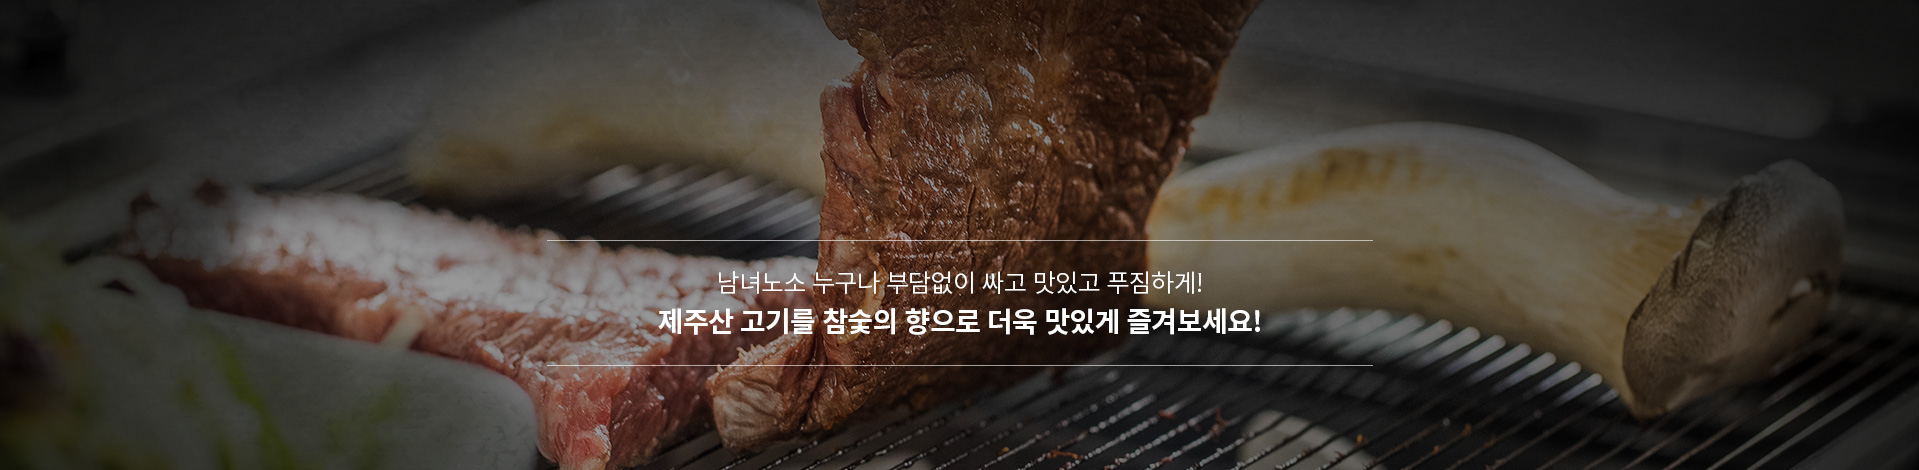 남녀노소 누구나 부담없이 싸고 맛있고 푸짐하게!
제주산 고기를 참숯의 향으로 더욱 맛있게 즐겨보세요!